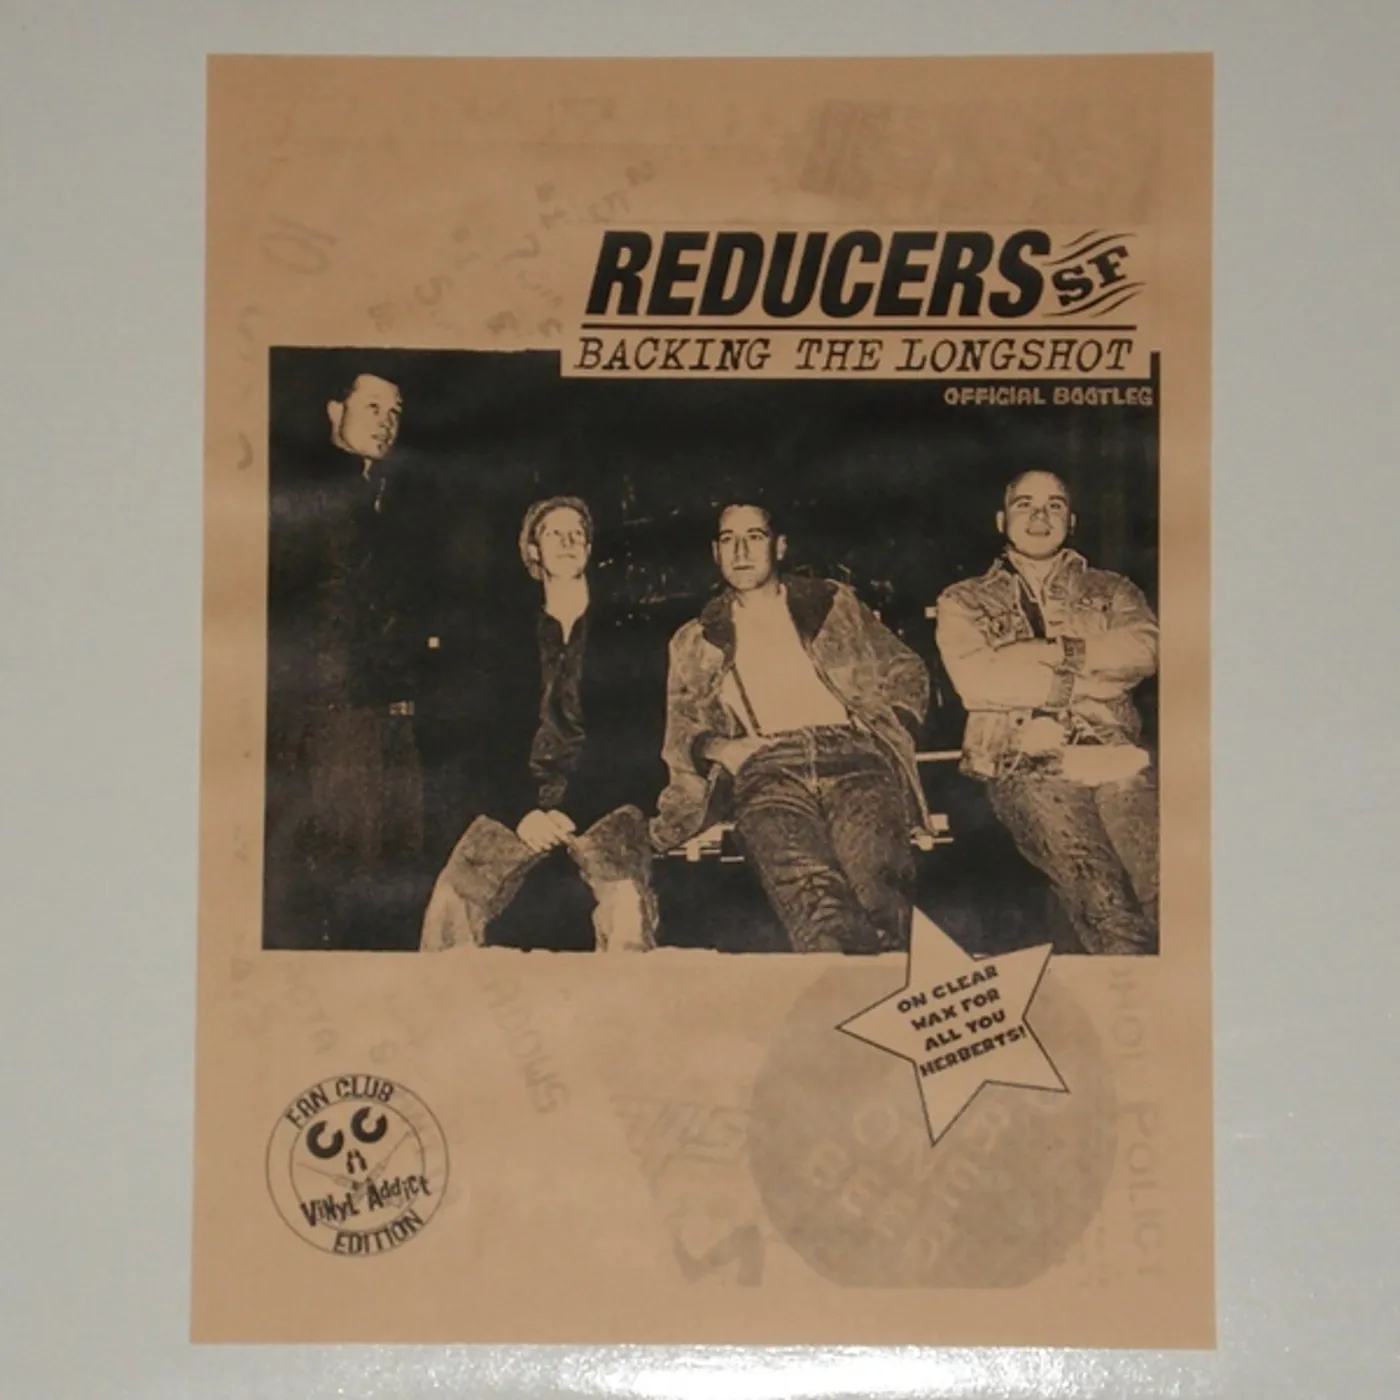 REDUCERS SF
BACKING THE LONGSHOT
OFFICIAL BOOTLEG
ON CLEAR
WAX FOR
ALL YOU
HERBERTS!
FAN CLUB
VINYL Addict
EDITION